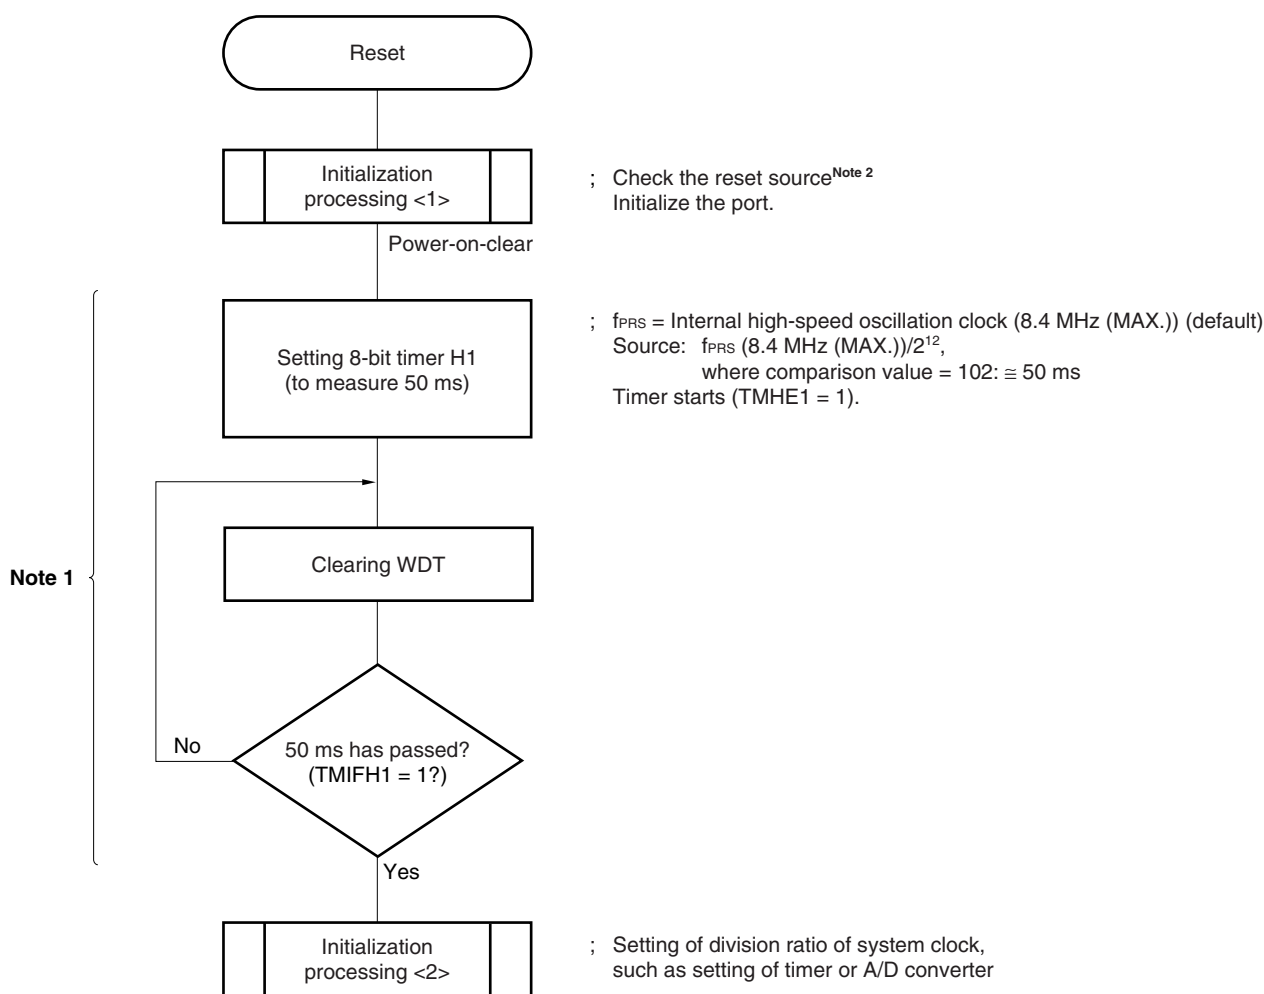 Reset
Initialization
processing <1>
; Check the reset source^Note 2
Initialize the port.
Power-on-clear
Setting 8-bit timer H1
(to measure 50 ms)
; fPRS = Internal high-speed oscillation clock (8.4 MHz (MAX.)) (default)
Source: fPRS (8.4 MHz (MAX.))/2^12,
where comparison value = 102: ≅ 50 ms
Timer starts (TMHE1 = 1).
Note 1
Clearing WDT
No
50 ms has passed?
(TMIFH1 = 1?)
Yes
Initialization
processing <2>
; Setting of division ratio of system clock,
such as setting of timer or A/D converter